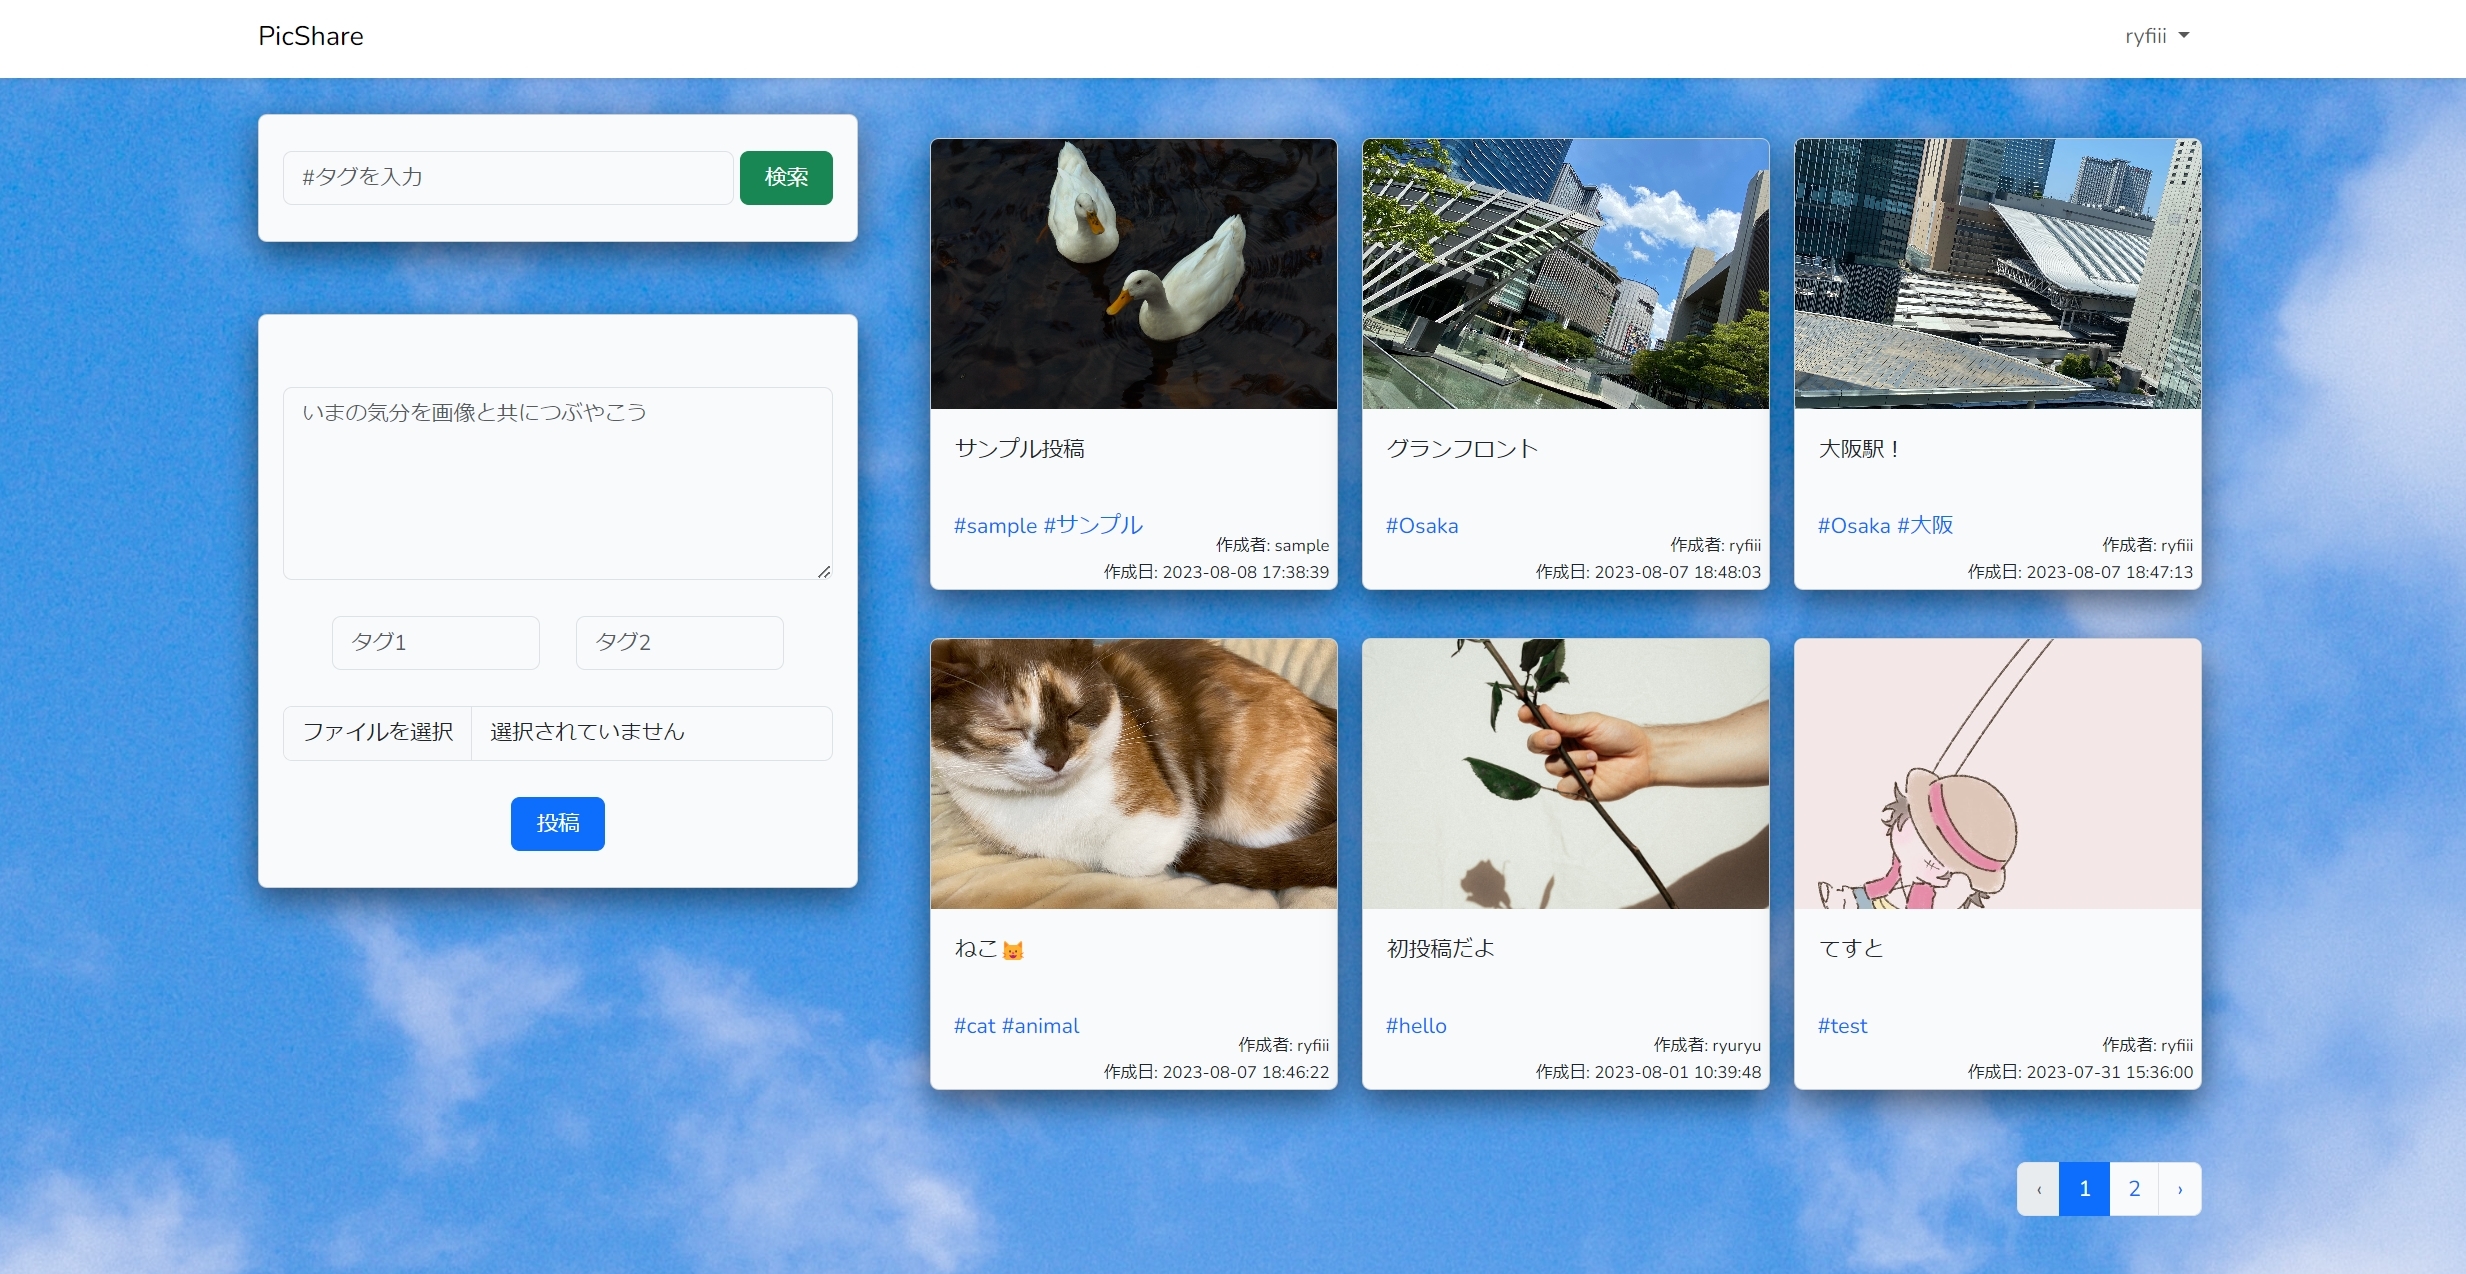 PicShare
ryfiii
#タグを入力
検索
いまの気分を画像と共につぶやこう
タグ1
タグ2
ファイルを選択
選択されていません
投稿
サンプル投稿
#sample #サンプル
作成者: sample
作成日: 2023-08-08 17:38:39
グランフロント
#Osaka
作成者: ryfiii
作成日: 2023-08-07 18:48:03
大阪駅！
#Osaka #大阪
作成者: ryfiii
作成日: 2023-08-07 18:47:13
ねこ😺
#cat #animal
作成者: ryfiii
作成日: 2023-08-07 18:46:22
初投稿だよ
#hello
作成者: ryuryu
作成日: 2023-08-01 10:39:48
てすと
#test
作成者: ryfiii
作成日: 2023-07-31 15:36:00
‹ 1 2 ›